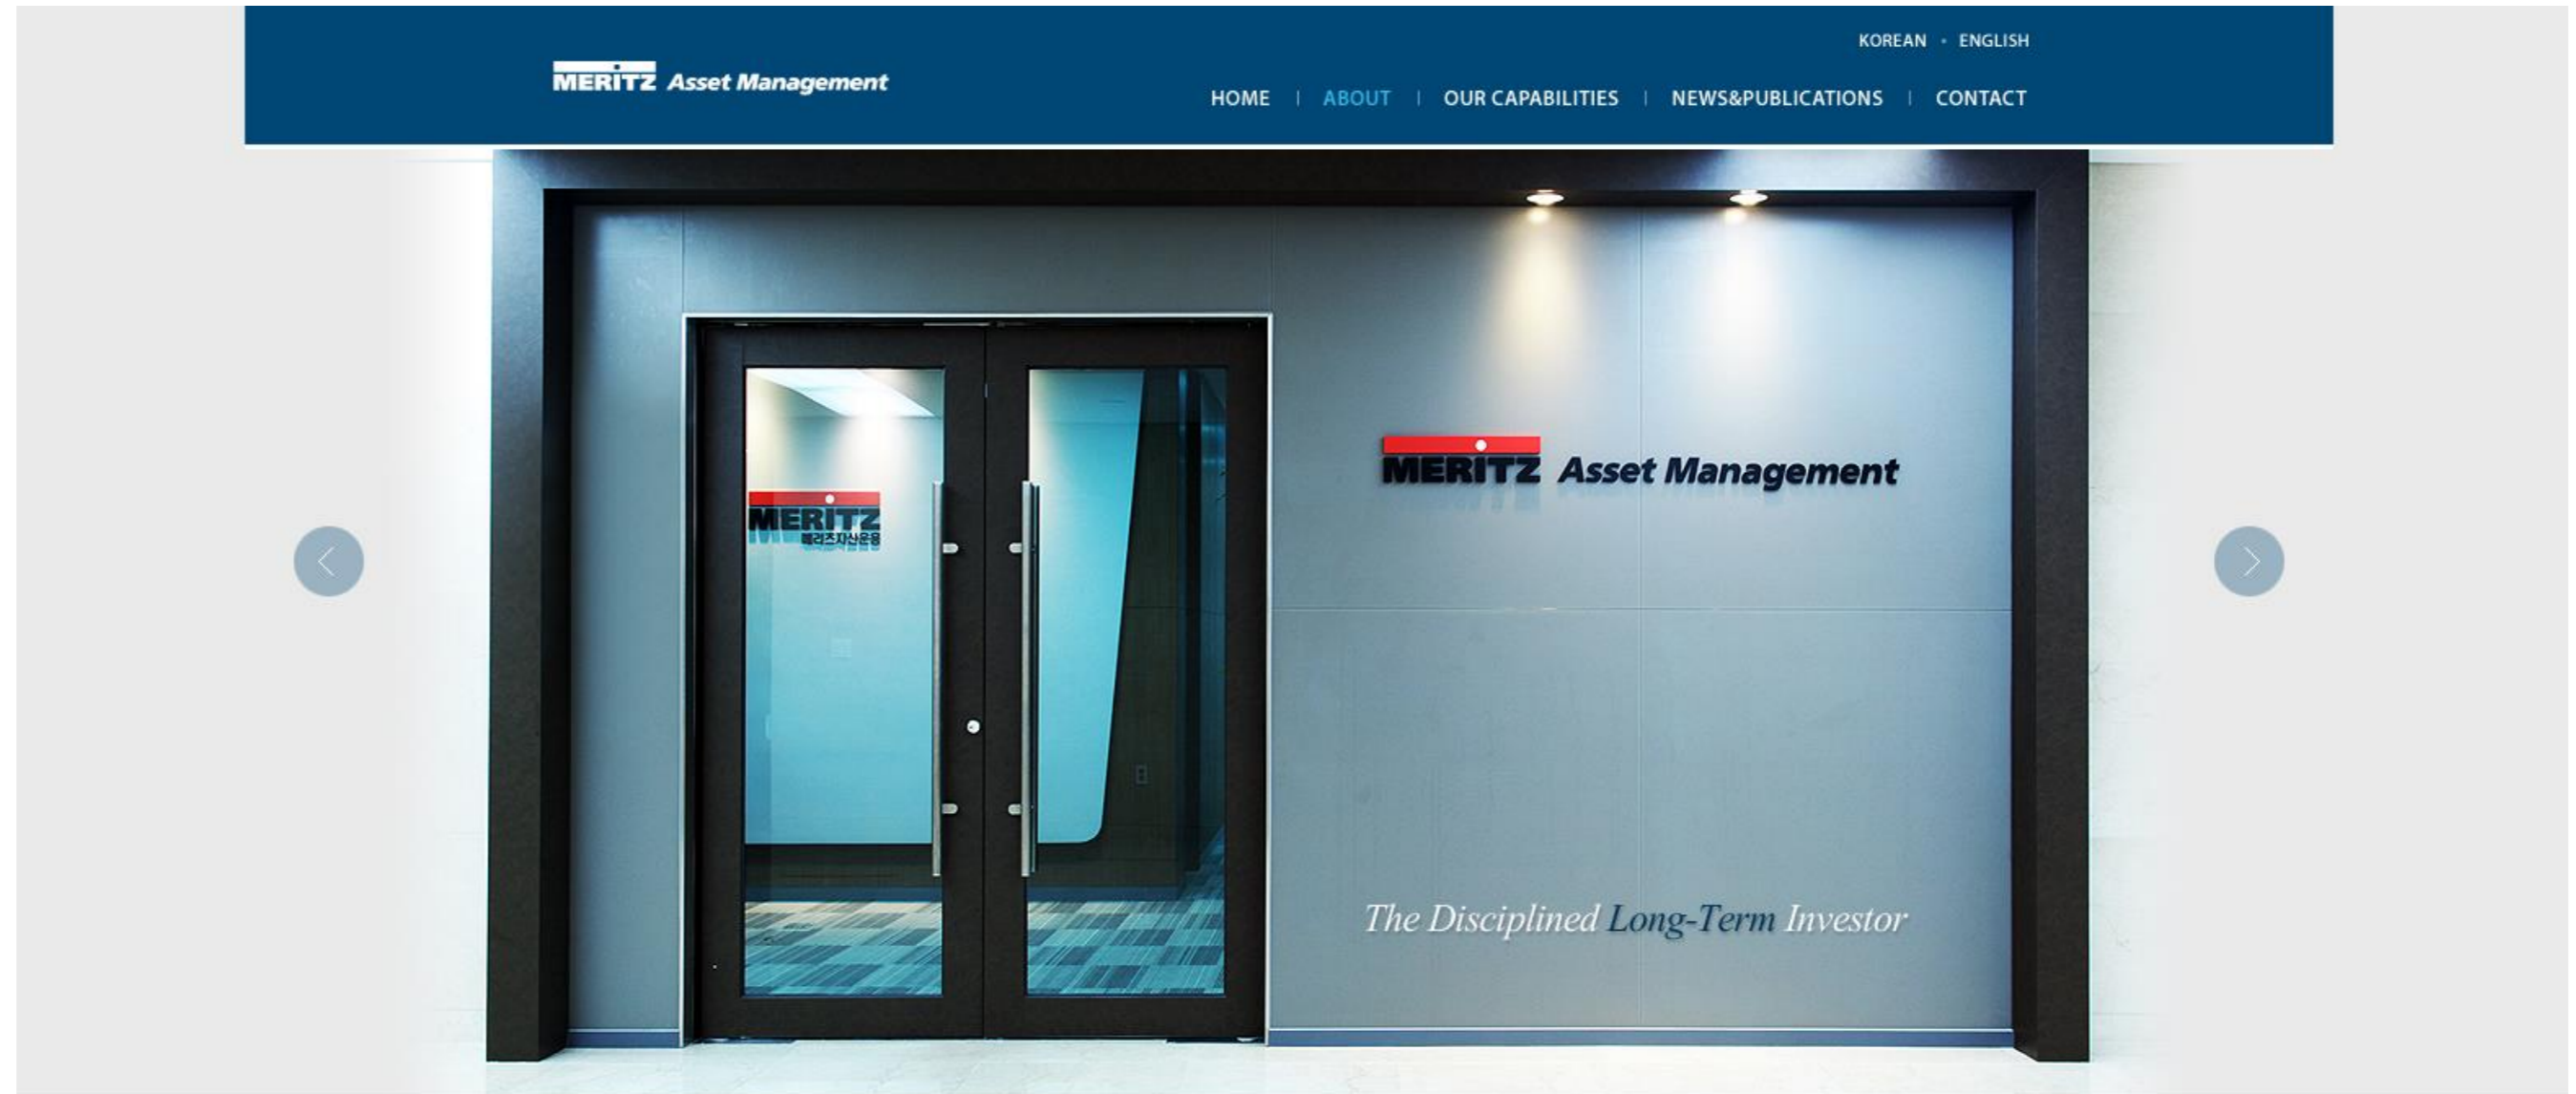 KOREAN • ENGLISH
MERITZ Asset Management
HOME | ABOUT | OUR CAPABILITIES | NEWS&PUBLICATIONS | CONTACT
MERITZ Asset Management
MERITZ
메리츠자산운용
The Disciplined Long-Term Investor